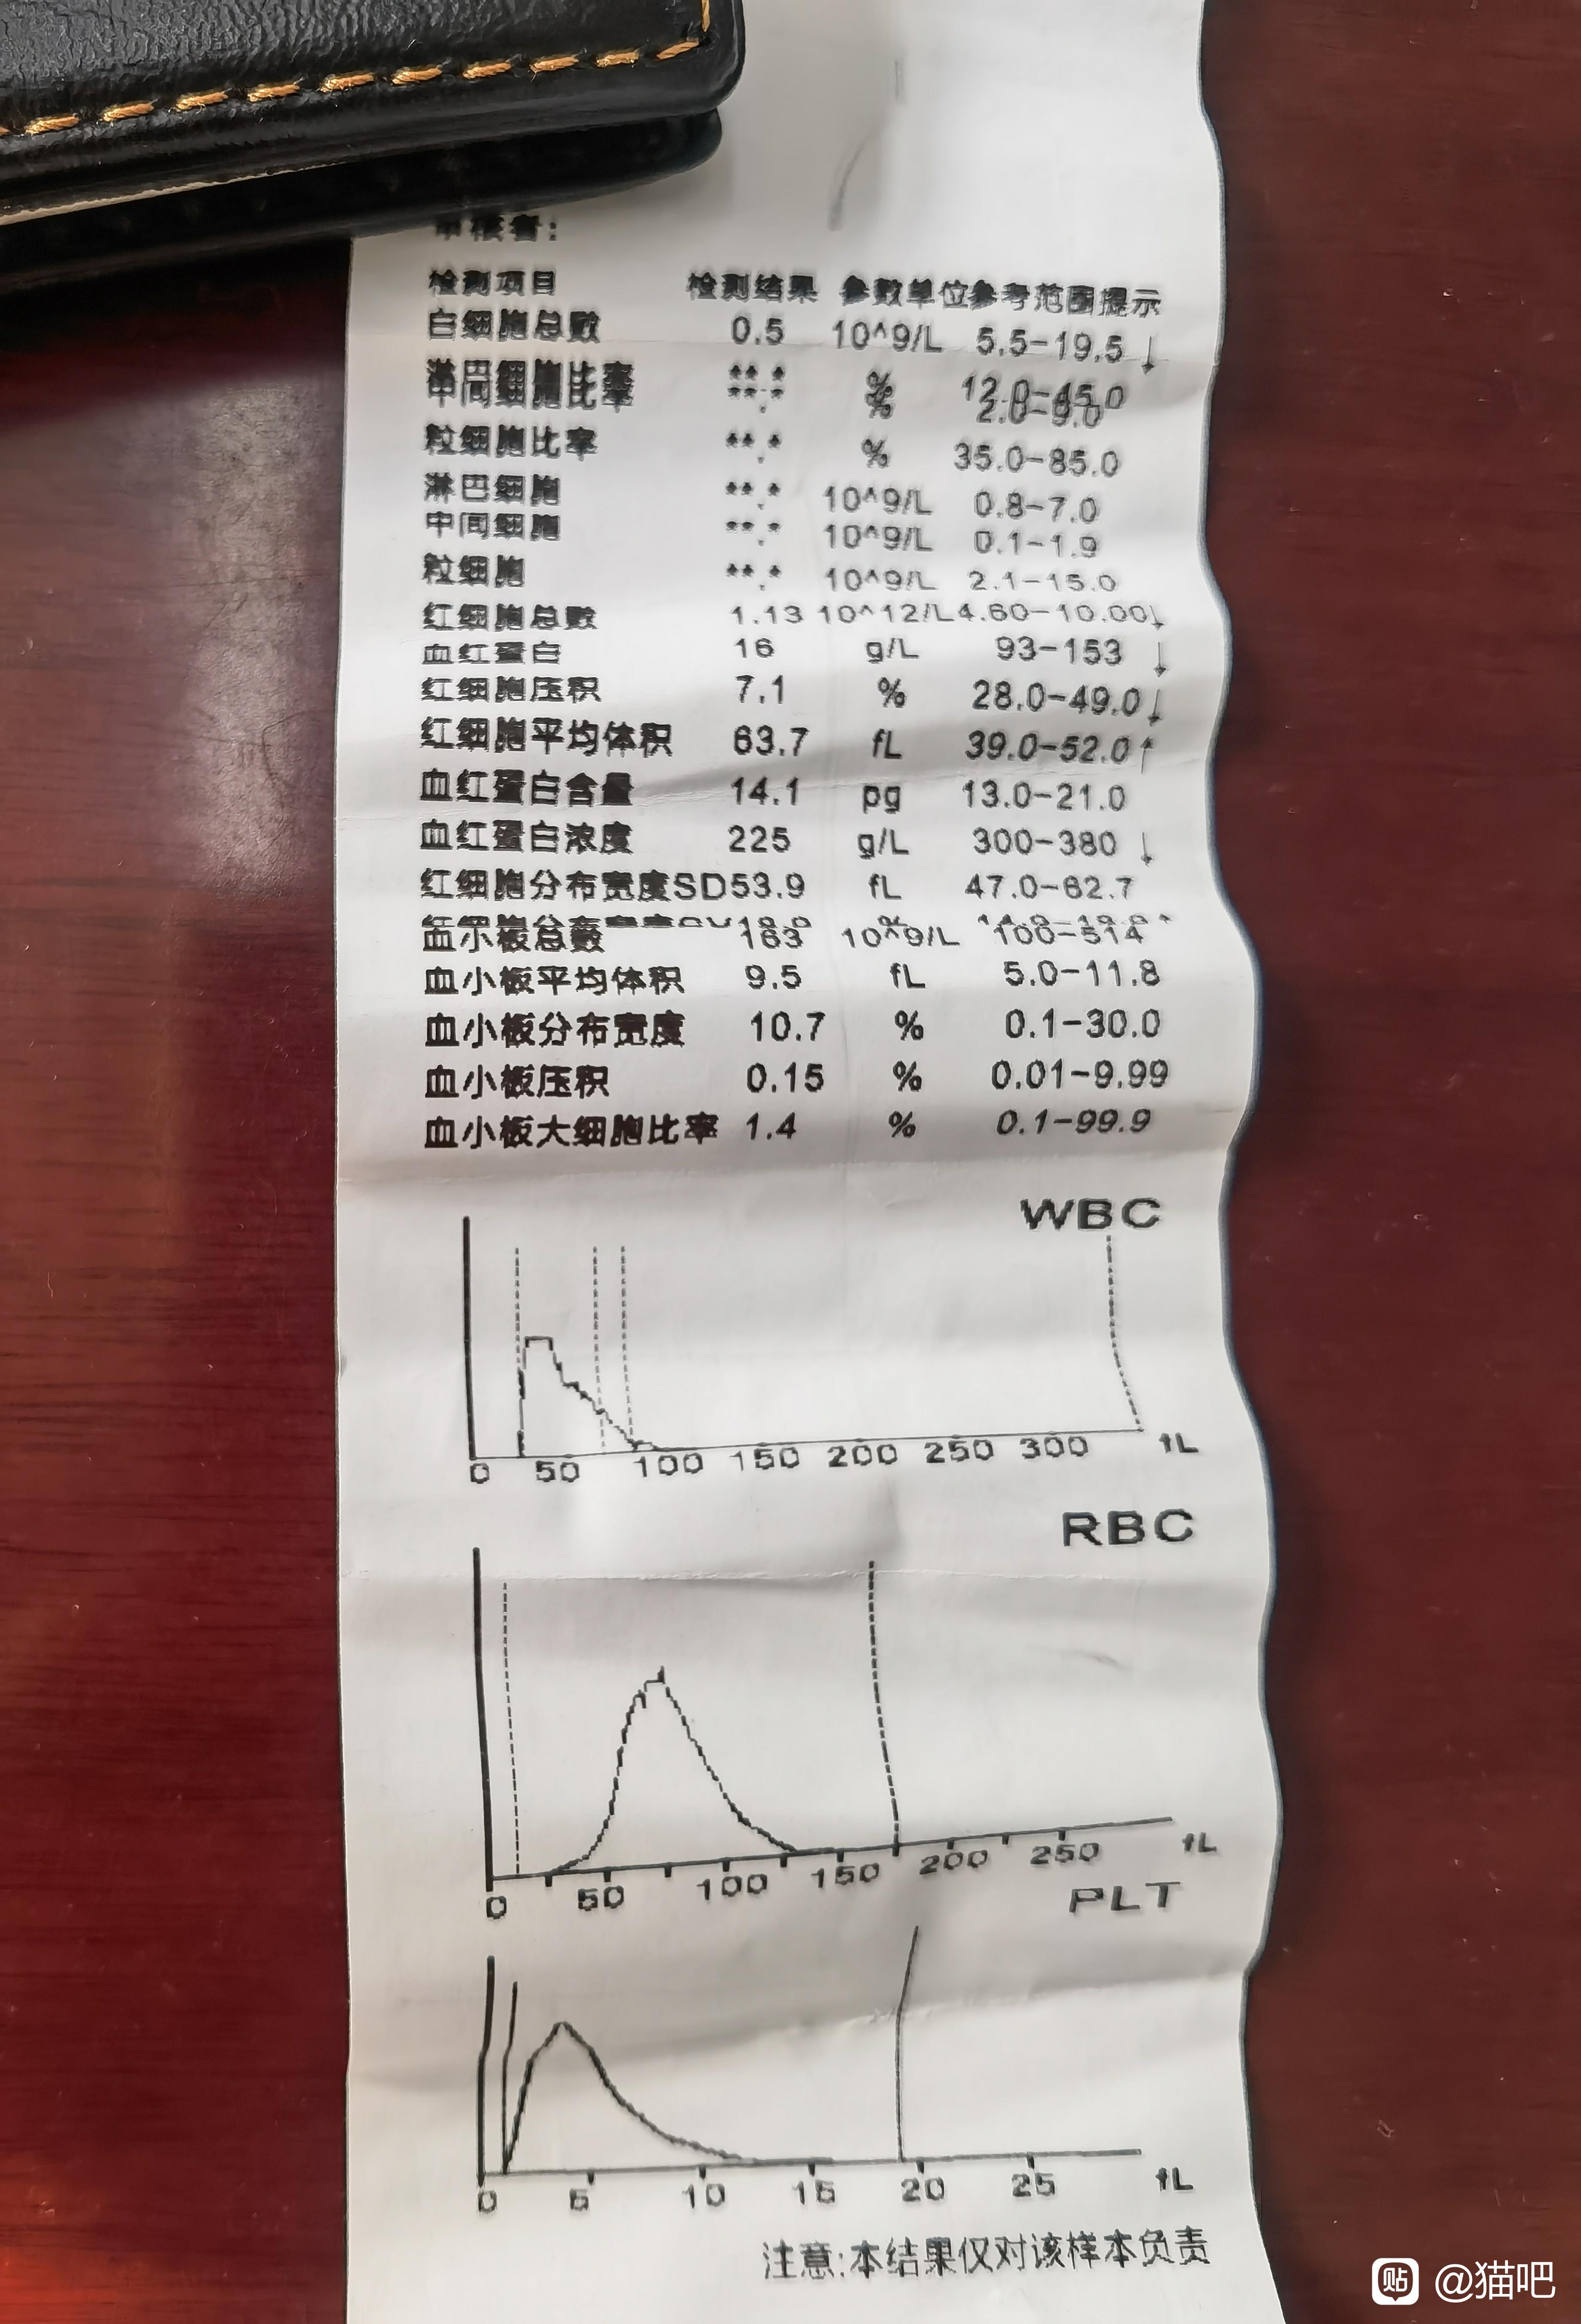 审核者:
检测项目 检测结果 参数单位参考范围提示
白细胞总数 0.5 10^9/L 5.5-19.5 ↓
淋巴细胞比率 **.* % 12.0-45.0
中间细胞比率 **.* % 2.0-9.0
粒细胞比率 **.* % 35.0-85.0
淋巴细胞 **.* 10^9/L 0.8-7.0
中间细胞 **.* 10^9/L 0.1-1.9
粒细胞 **.* 10^9/L 2.1-15.0
红细胞总数 1.13 10^12/L4.60-10.00↓
血红蛋白 16 g/L 93-153 ↓
红细胞压积 7.1 % 28.0-49.0↓
红细胞平均体积 63.7 fL 39.0-52.0↑
血红蛋白含量 14.1 pg 13.0-21.0
血红蛋白浓度 225 g/L 300-380 ↓
红细胞分布宽度SD53.9 fL 47.0-62.7
血小板总数 163 10^9/L 100-514
血小板平均体积 9.5 fL 5.0-11.8
血小板分布宽度 10.7 % 0.1-30.0
血小板压积 0.15 % 0.01-9.99
血小板大细胞比率 1.4 % 0.1-99.9
WBC
0 50 100 150 200 250 300 fL
RBC
0 50 100 150 200 250 fL
PLT
0 5 10 15 20 25 fL
注意:本结果仅对该样本负责
贴 @猫吧